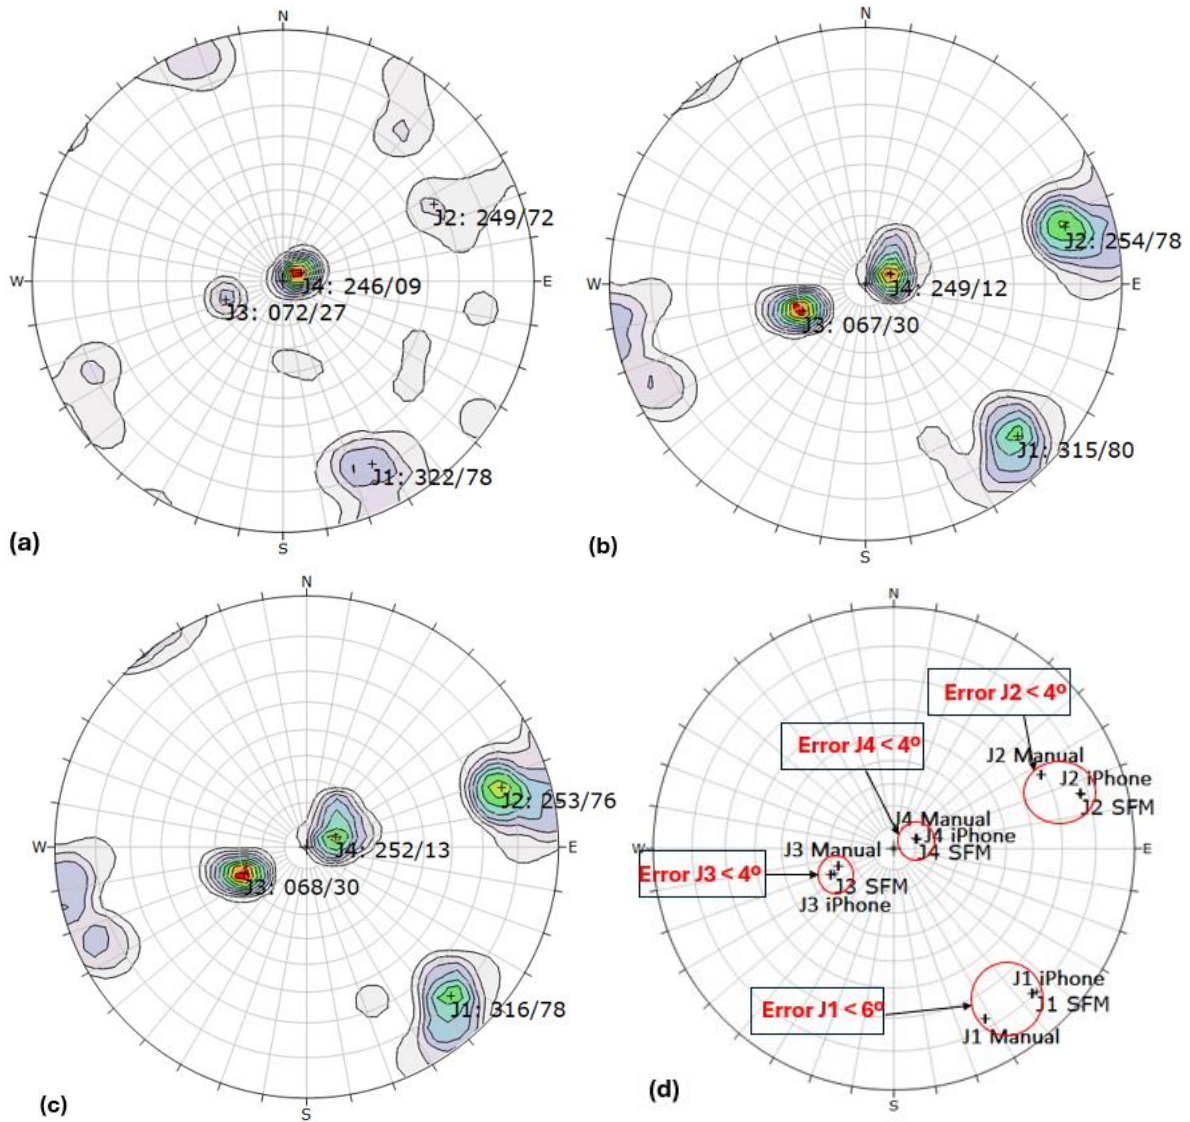 N
J2: 249/72
W
J4: 246/09
E
J3: 072/27
J1: 322/78
S
(a)
N
J2: 254/78
W
J4: 249/12
E
J3: 067/30
J1: 315/80
S
(b)
N
J2: 253/76
W
J4: 252/13
E
J3: 068/30
J1: 316/78
S
(c)
N
Error J2 < 4º
Error J4 < 4º
J2 Manual
J2 iPhone
J2 SFM
J4 Manual
J4 iPhone
J4 SFM
W
E
J3 Manual
Error J3 < 4º
J3 SFM
J3 iPhone
J1 iPhone
J1 SFM
Error J1 < 6º
J1 Manual
S
(d)